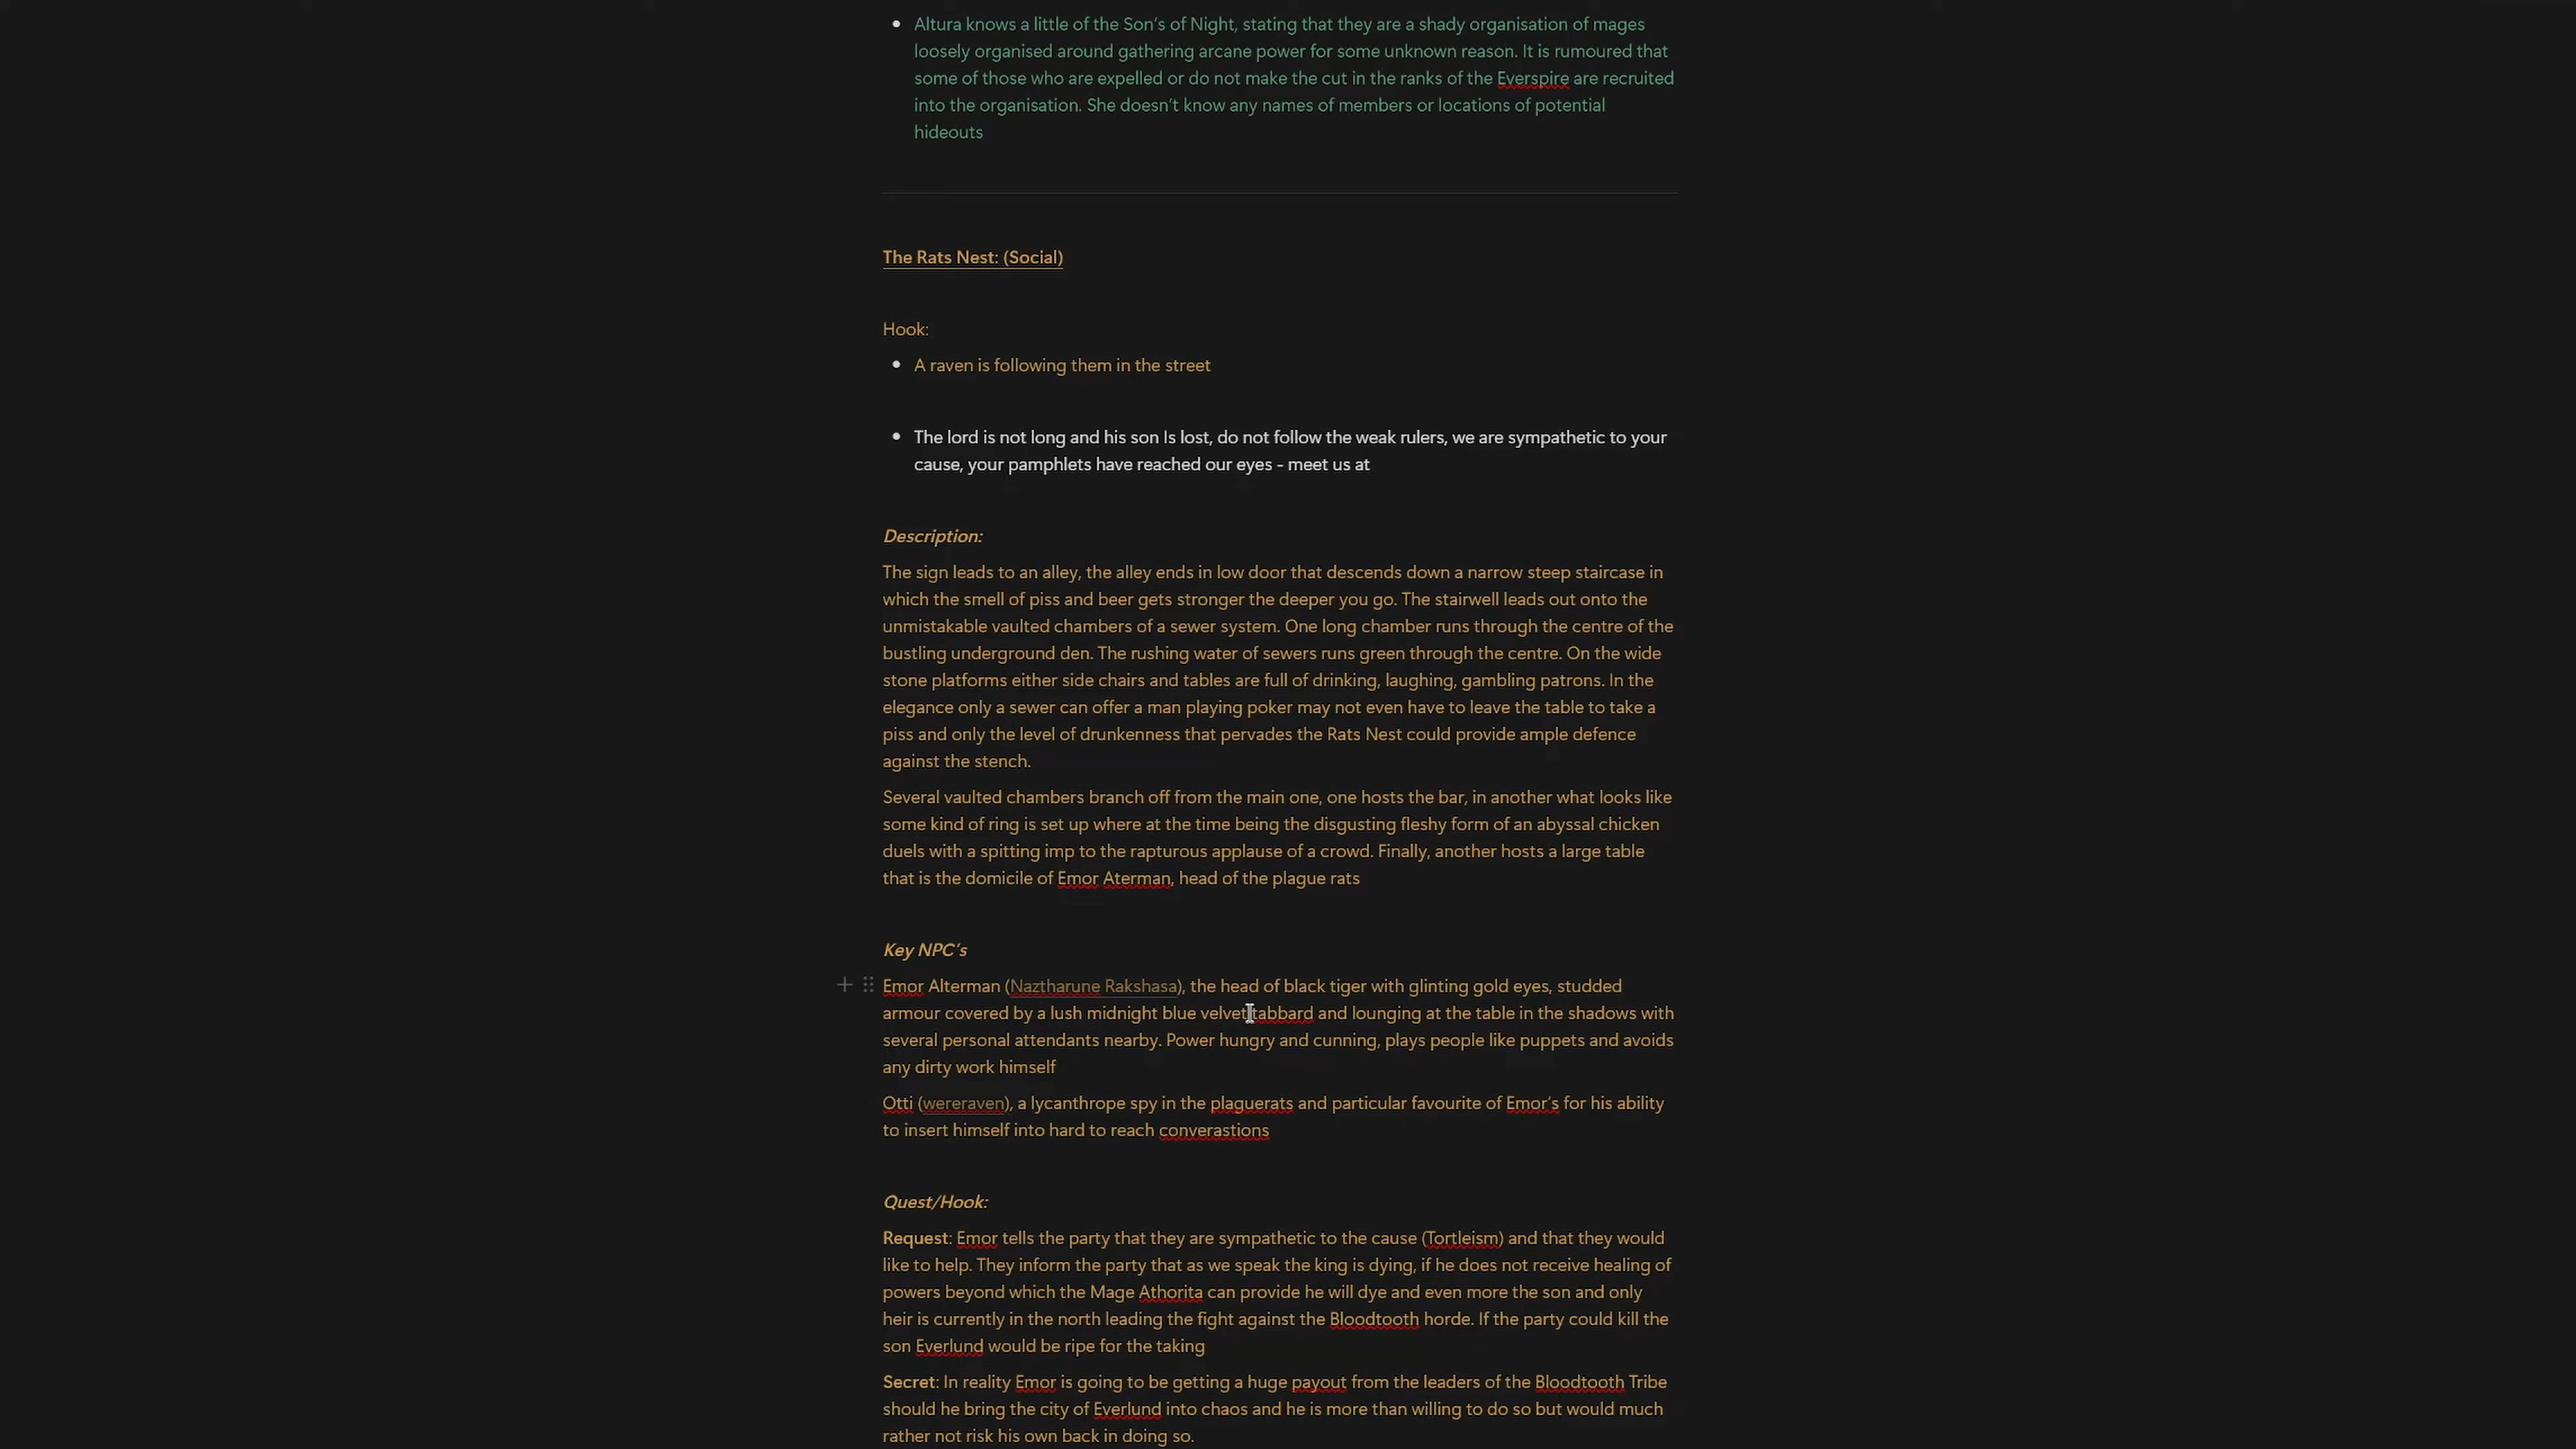 Altura knows a little of the Son's of Night, stating that they are a shady organisation of mages
loosely organised around gathering arcane power for some unknown reason. It is rumoured that
some of those who are expelled or do not make the cut in the ranks of the Everspire are recruited
into the organisation. She doesn't know any names of members or locations of potential
hideouts
The Rats Nest: (Social)
Hook:
A raven is following them in the street
The lord is not long and his son Is lost, do not follow the weak rulers, we are sympathetic to your
cause, your pamphlets have reached our eyes - meet us at
Description:
The sign leads to an alley, the alley ends in low door that descends down a narrow steep staircase in
which the smell of piss and beer gets stronger the deeper you go. The stairwell leads out onto the
unmistakable vaulted chambers of a sewer system. One long chamber runs through the centre of the
bustling underground den. The rushing water of sewers runs green through the centre. On the wide
stone platforms either side chairs and tables are full of drinking, laughing, gambling patrons. In the
elegance only a sewer can offer a man playing poker may not even have to leave the table to take a
piss and only the level of drunkenness that pervades the Rats Nest could provide ample defence
against the stench.
Several vaulted chambers branch off from the main one, one hosts the bar, in another what looks like
some kind of ring is set up where at the time being the disgusting fleshy form of an abyssal chicken
duels with a spitting imp to the rapturous applause of a crowd. Finally, another hosts a large table
that is the domicile of Emor Aterman, head of the plague rats
Key NPC's
Emor Alterman (Naztharune Rakshasa), the head of black tiger with glinting gold eyes, studded
armour covered by a lush midnight blue velvet tabbard and lounging at the table in the shadows with
several personal attendants nearby. Power hungry and cunning, plays people like puppets and avoids
any dirty work himself
Otti (wereraven), a lycanthrope spy in the plaguerats and particular favourite of Emor's for his ability
to insert himself into hard to reach converastions
Quest/Hook:
Request: Emor tells the party that they are sympathetic to the cause (Tortleism) and that they would
like to help. They inform the party that as we speak the king is dying, if he does not receive healing of
powers beyond which the Mage Athorita can provide he will dye and even more the son and only
heir is currently in the north leading the fight against the Bloodtooth horde. If the party could kill the
son Everlund would be ripe for the taking
Secret: In reality Emor is going to be getting a huge payout from the leaders of the Bloodtooth Tribe
should he bring the city of Everlund into chaos and he is more than willing to do so but would much
rather not risk his own back in doing so.